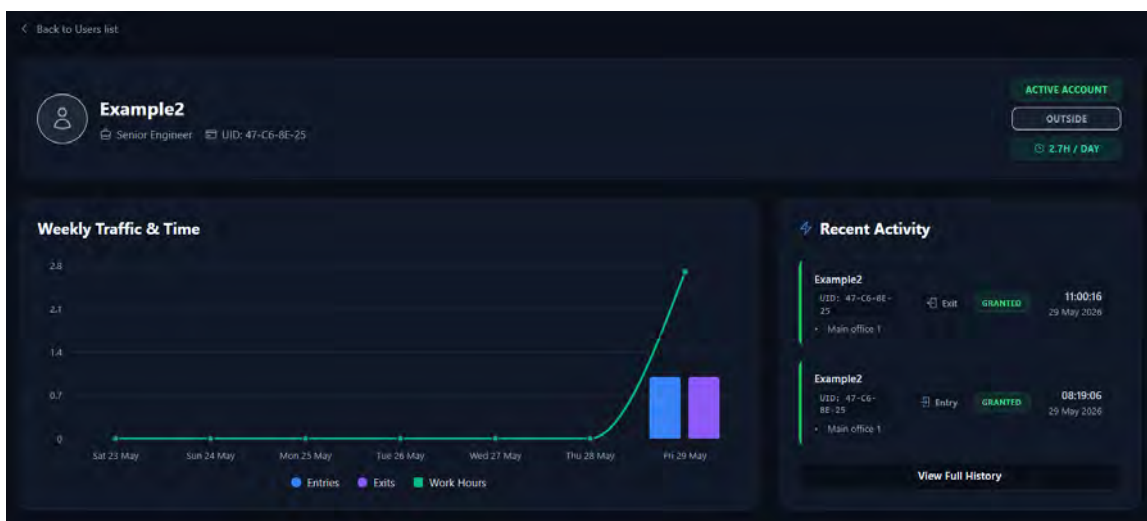 Back to Users list
Example2
Senior Engineer UID: 47-C6-8E-25
ACTIVE ACCOUNT
OUTSIDE
2.7H / DAY
Weekly Traffic & Time
2.8
2.1
1.4
0.7
0
Sat 23 May Sun 24 May Mon 25 May Tue 26 May Wed 27 May Thu 28 May Fri 29 May
Entries Exits Work Hours
Recent Activity
Example2
UID: 47-C6-8E-
25
• Main office 1
Exit
GRANTED
11:00:16
29 May 2026
Example2
UID: 47-C6-
8E-25
• Main office 1
Entry
GRANTED
08:19:06
29 May 2026
View Full History